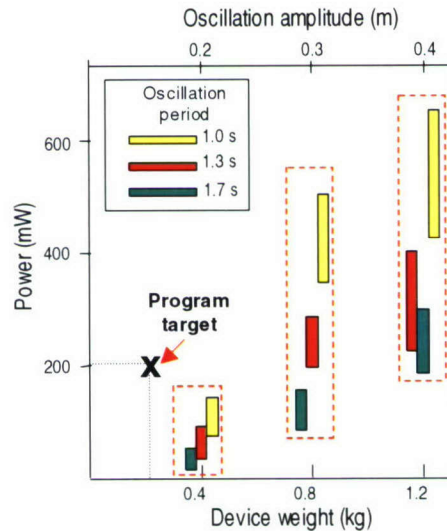 Oscillation amplitude (m)
0.2 0.3 0.4
Oscillation
period
1.0 s
1.3 s
1.7 s
600
400
200
Power (mW)
Program
target
X
0.4 0.8 1.2
Device weight (kg)